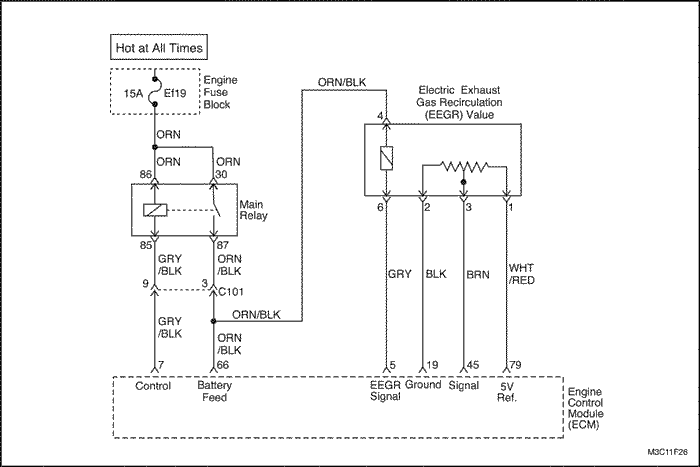 Hot at All Times
15A Ef19
Engine
Fuse
Block
ORN
ORN
ORN
86
30
Main
Relay
85
87
GRY
/BLK
ORN
/BLK
9
3
C101
GRY
/BLK
ORN/BLK
ORN
/BLK
7
66
Control
Battery
Feed
ORN/BLK
Electric Exhaust
Gas Recirculation
(EEGR) Value
4
6
2
3
1
GRY
BLK
BRN
WHT
/RED
5
19
45
79
EEGR
Signal
Ground
Signal
5V
Ref.
Engine
Control
Module
(ECM)
M3C11F26